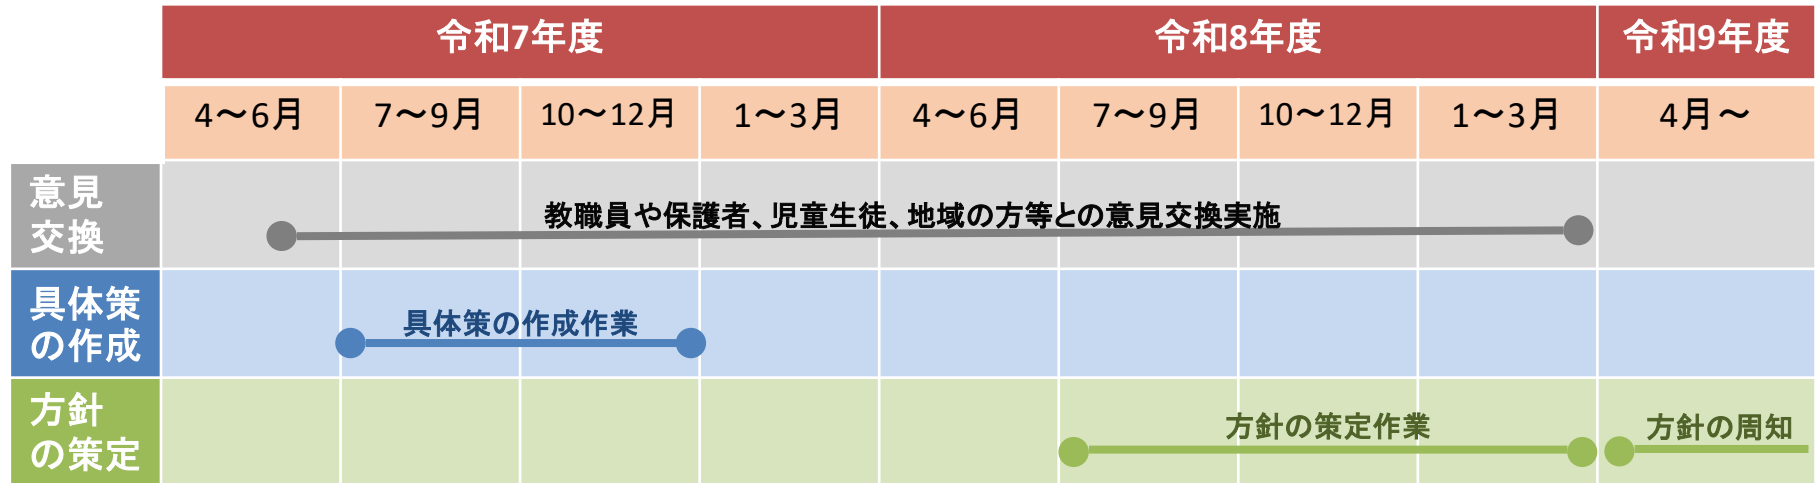 令和7年度 令和8年度 令和9年度
4～6月 7～9月 10～12月 1～3月 4～6月 7～9月 10～12月 1～3月 4月～
意見
交換
教職員や保護者、児童生徒、地域の方等との意見交換実施
具体策
の作成
具体策の作成作業
方針
の策定
方針の策定作業 方針の周知